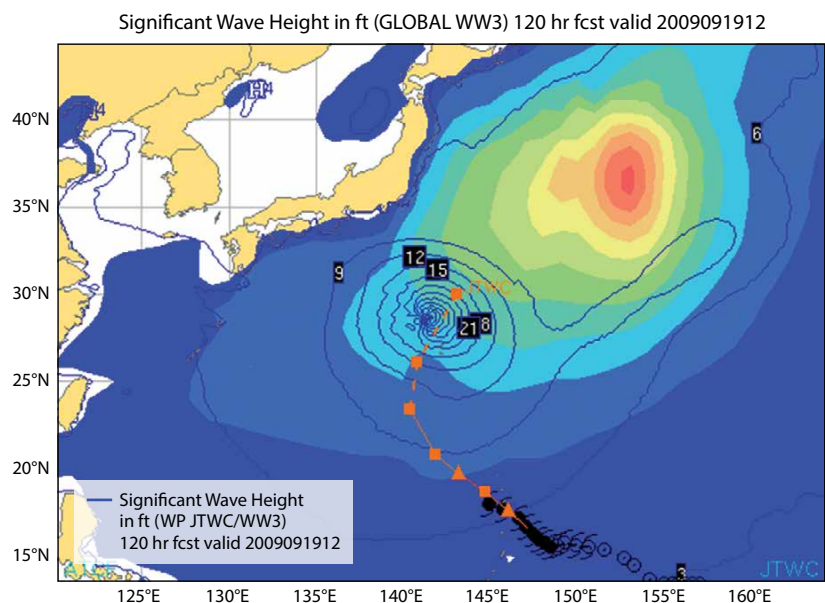 Significant Wave Height in ft (GLOBAL WW3) 120 hr fcst valid 2009091912
40°N
35°N
30°N
25°N
20°N
15°N
H4
6
9
12
15
JTWC
21
8
3
Significant Wave Height
in ft (WP JTWC/WW3)
120 hr fcst valid 2009091912
JTWC
125°E
130°E
135°E
140°E
145°E
150°E
155°E
160°E